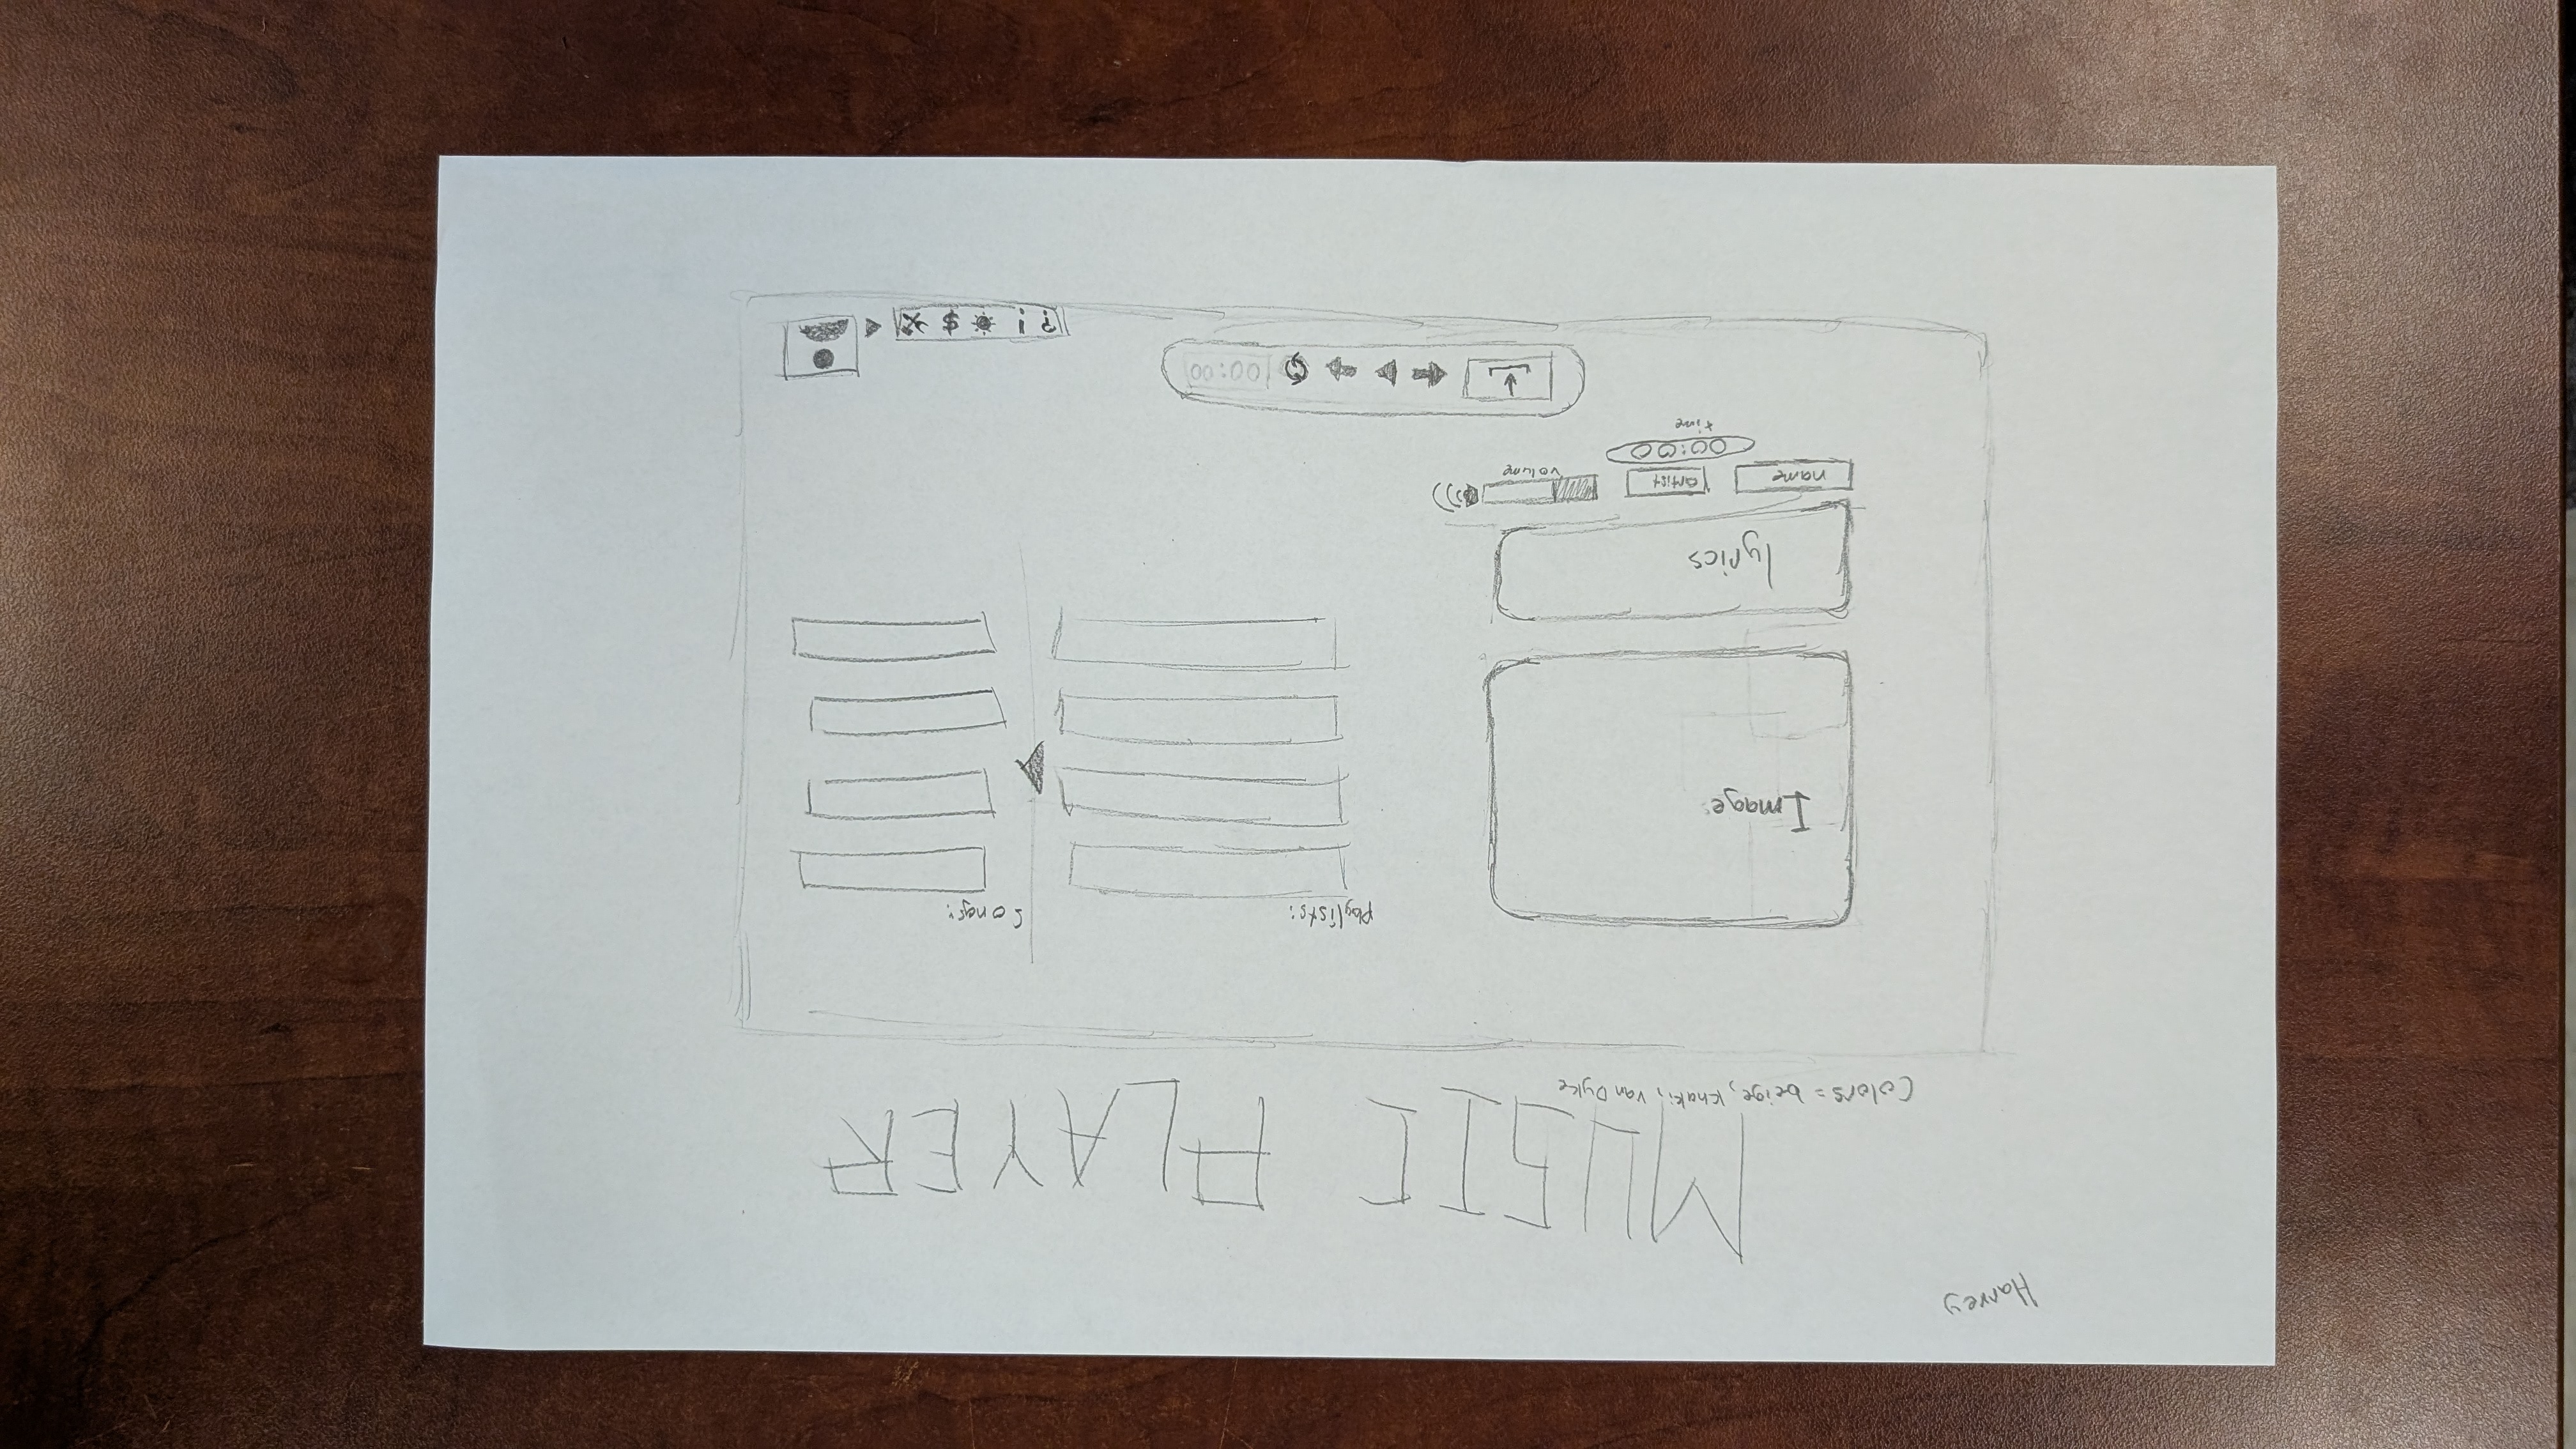 Harvey
MUSIC PLAYER
Colors = beige, Khaki, van Dyke
Image
Playlists:
Songs:
lyrics
name
artist
volume
00:00
time
00:00
? i $ X